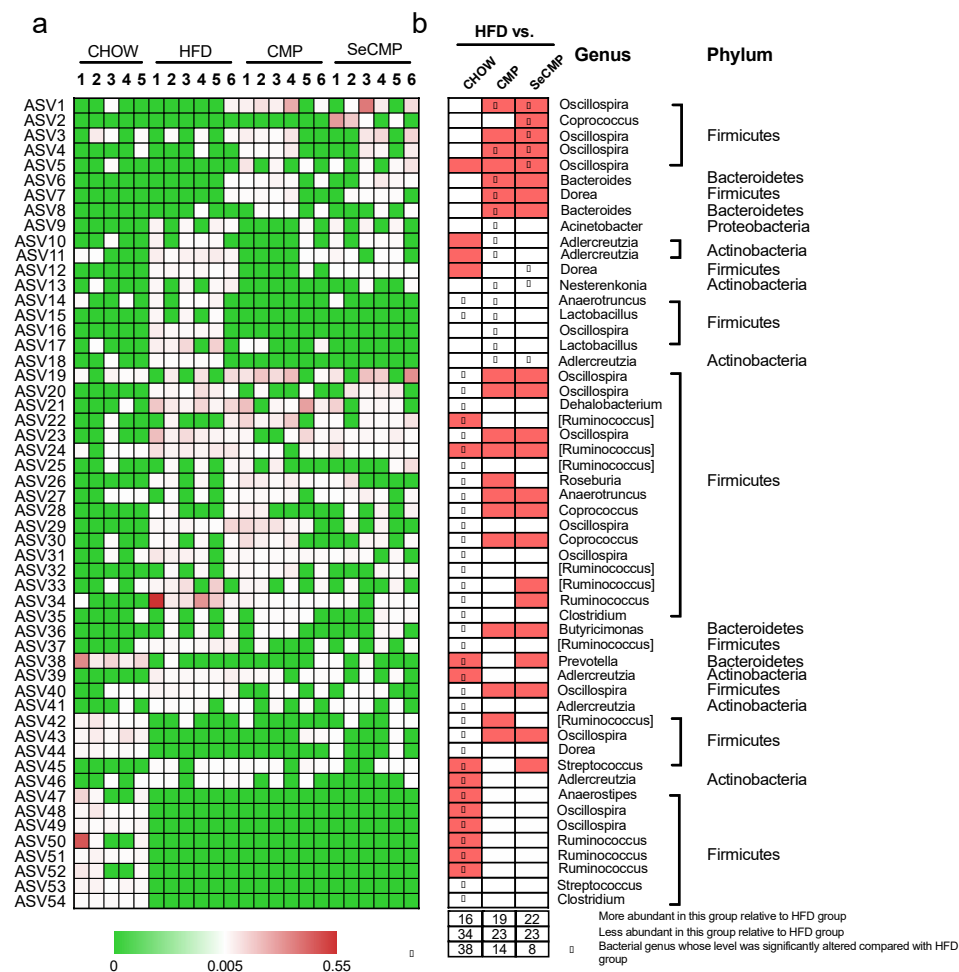 a
b
CHOW HFD CMP SeCMP
1 2 3 4 5 1 2 3 4 5 6 1 2 3 4 5 6 1 2 3 4 5 6
HFD vs.
CHOW CMP SeCMP
Genus Phylum
ASV1 Oscillospira
ASV2 Coprococcus
ASV3 Oscillospira
Firmicutes
ASV4 Oscillospira
ASV5 Oscillospira
ASV6 Bacteroides Bacteroidetes
ASV7 Dorea Firmicutes
ASV8 Bacteroides Bacteroidetes
ASV9 Acinetobacter Proteobacteria
ASV10 Adlercreutzia
Actinobacteria
ASV11 Adlercreutzia
ASV12 Dorea Firmicutes
ASV13 Nesterenkonia Actinobacteria
ASV14 Anaerotruncus
ASV15 Lactobacillus
Firmicutes
ASV16 Oscillospira
ASV17 Lactobacillus
ASV18 Adlercreutzia Actinobacteria
ASV19 Oscillospira
ASV20 Oscillospira
ASV21 Dehalobacterium
ASV22 [Ruminococcus]
ASV23 Oscillospira
ASV24 [Ruminococcus]
ASV25 [Ruminococcus]
ASV26 Roseburia Firmicutes
ASV27 Anaerotruncus
ASV28 Coprococcus
ASV29 Oscillospira
ASV30 Coprococcus
ASV31 Oscillospira
ASV32 [Ruminococcus]
ASV33 [Ruminococcus]
ASV34 Ruminococcus
ASV35 Clostridium
ASV36 Butyricimonas Bacteroidetes
ASV37 [Ruminococcus] Firmicutes
ASV38 Prevotella Bacteroidetes
ASV39 Adlercreutzia Actinobacteria
ASV40 Oscillospira Firmicutes
ASV41 Adlercreutzia Actinobacteria
ASV42 [Ruminococcus]
ASV43 Oscillospira
Firmicutes
ASV44 Dorea
ASV45 Streptococcus
ASV46 Adlercreutzia Actinobacteria
ASV47 Anaerostipes
ASV48 Oscillospira
ASV49 Oscillospira
ASV50 Ruminococcus
ASV51 Ruminococcus Firmicutes
ASV52 Ruminococcus
ASV53 Streptococcus
ASV54 Clostridium
16 19 22 More abundant in this group relative to HFD group
34 23 23 Less abundant in this group relative to HFD group
38 14 8 Bacterial genus whose level was significantly altered compared with HFD
group
0 0.005 0.55